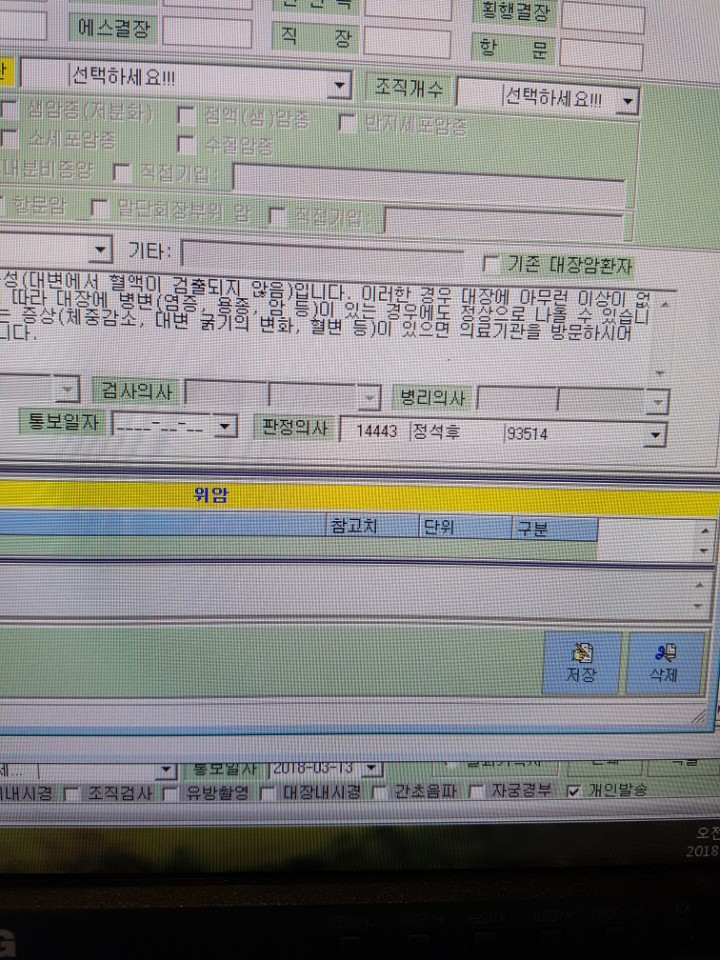 횡행결장
에스결장
직 장
항 문
선택하세요!!!
조직개수
선택하세요!!!
샘암종(저분화)
점액(샘)암종
반지세포암종
소세포암종
수질암종
내분비종양
직접기입:
항문암
말단회장부위 암
직접기입:
기타:
기존 대장암환자
성(대변에서 혈액이 검출되지 않음)입니다. 이러한 경우 대장에 아무런 이상이 없
따라 대장에 병변(염증, 용종, 암 등)이 있는 경우에도 정상으로 나올 수 있습니
는 증상(체중감소, 대변 굵기의 변화, 혈변 등)이 있으면 의료기관을 방문하시어
니다.
검사의사
병리의사
통보일자
____-__-__
판정의사
14443
정석후
93514
위암
참고치
단위
구분
저장
삭제
통보일자
2018-03-13
내시경
조직검사
유방촬영
대장내시경
간초음파
자궁경부
개인발송
오전
2018
G